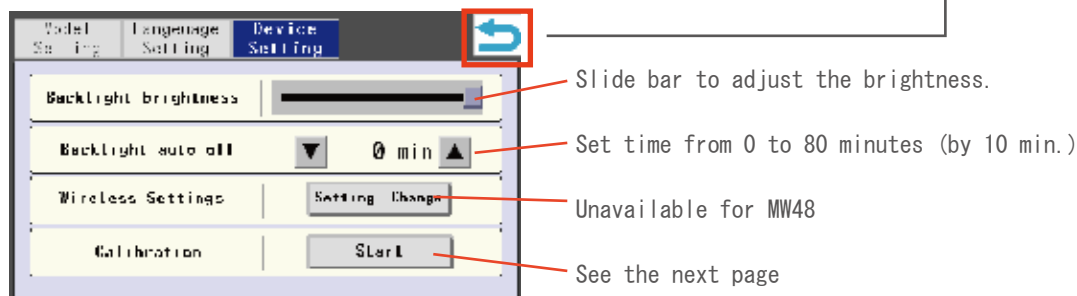 Model Langeuage Device
Setting Setting Setting
Backlight brightness
Slide bar to adjust the brightness.
Backlight auto off ▼ 0 min ▲
Set time from 0 to 80 minutes (by 10 min.)
Wireless Settings Setting Change
Unavailable for MW48
Calibration Start
See the next page